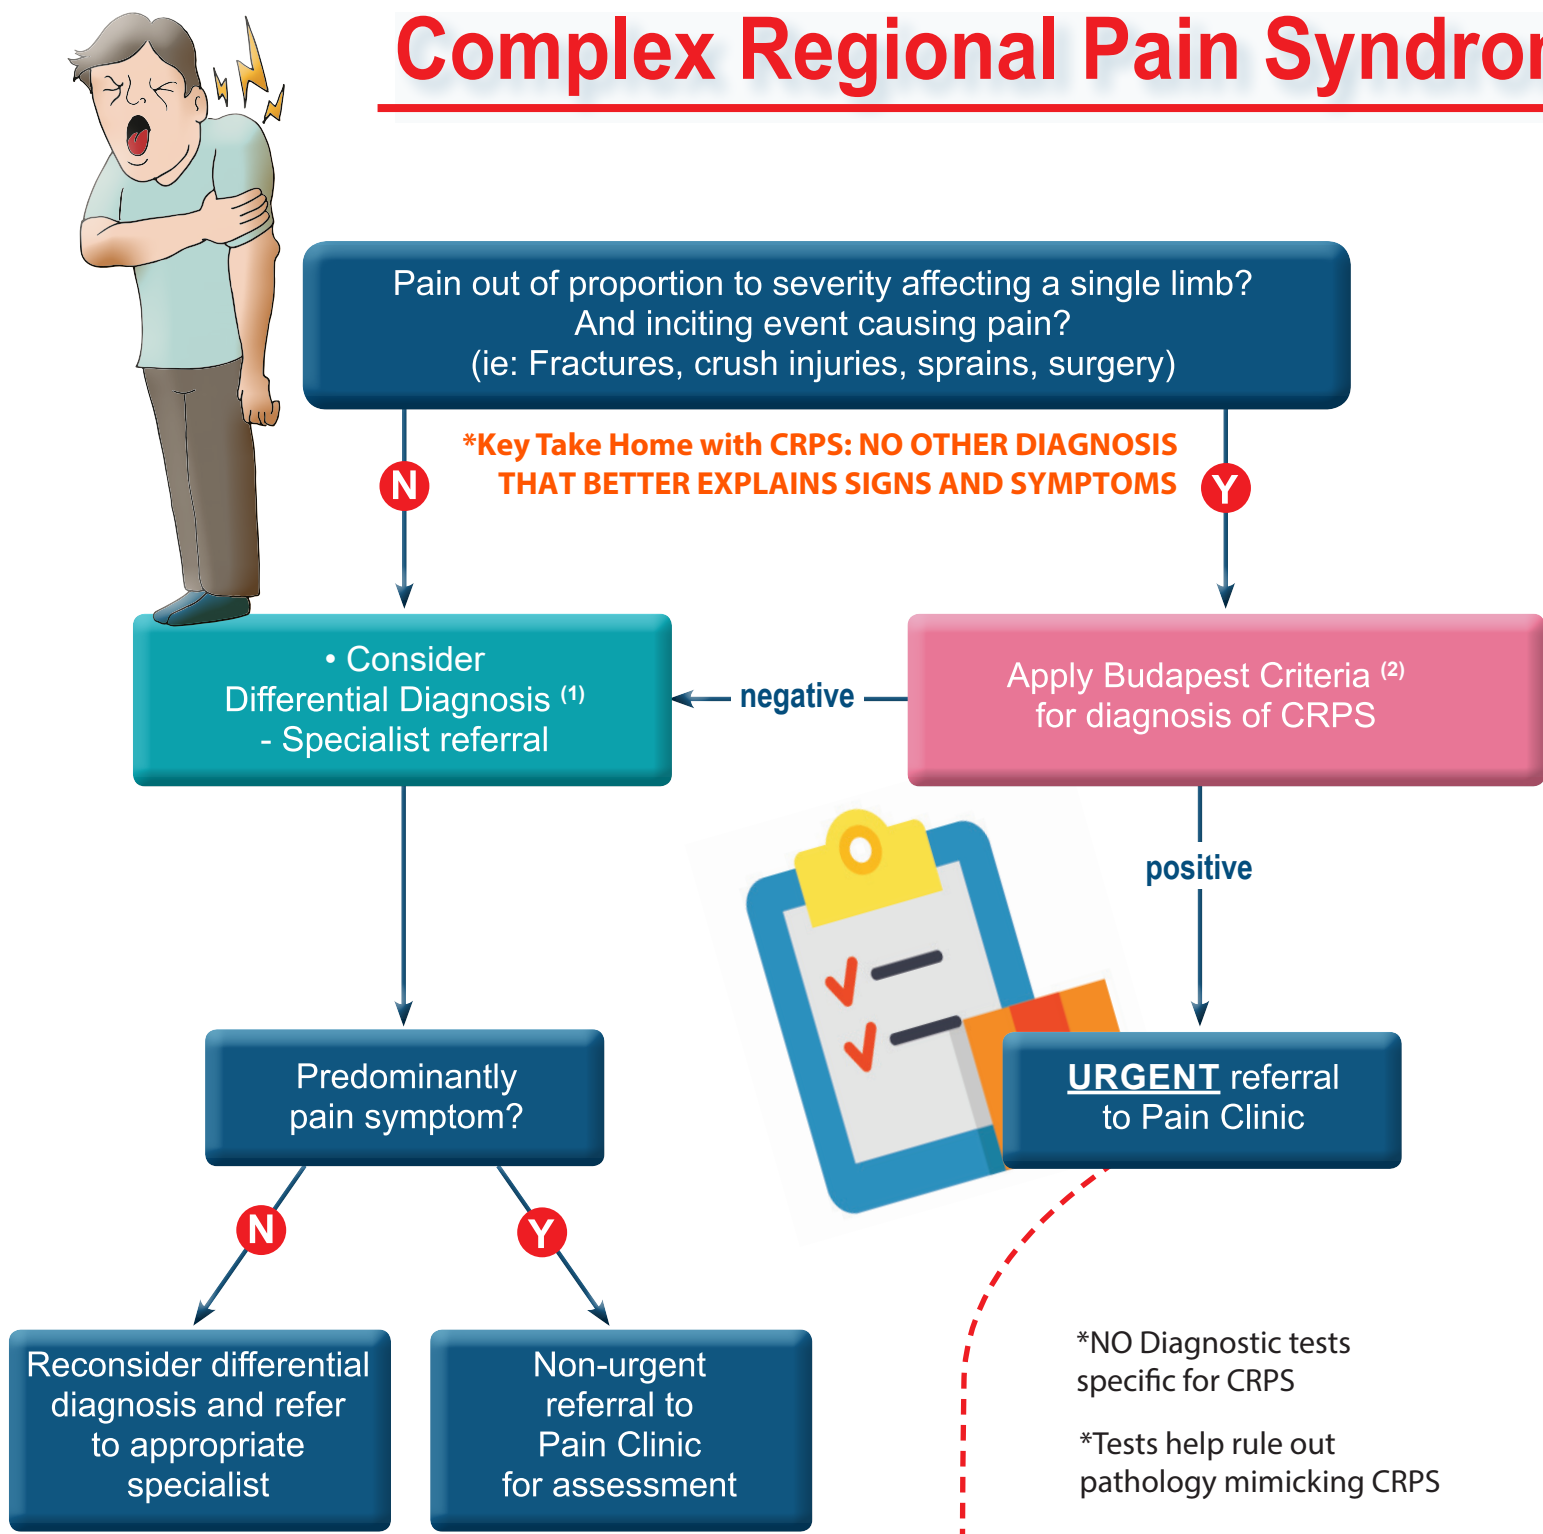 Complex Regional Pain Syndrom
Pain out of proportion to severity affecting a single limb?
And inciting event causing pain?
(ie: Fractures, crush injuries, sprains, surgery)
*Key Take Home with CRPS: NO OTHER DIAGNOSIS
THAT BETTER EXPLAINS SIGNS AND SYMPTOMS
N
Y
• Consider
Differential Diagnosis (1)
- Specialist referral
negative
Apply Budapest Criteria (2)
for diagnosis of CRPS
positive
Predominantly
pain symptom?
URGENT referral
to Pain Clinic
N
Y
Reconsider differential
diagnosis and refer
to appropriate
specialist
Non-urgent
referral to
Pain Clinic
for assessment
*NO Diagnostic tests
specific for CRPS
*Tests help rule out
pathology mimicking CRPS